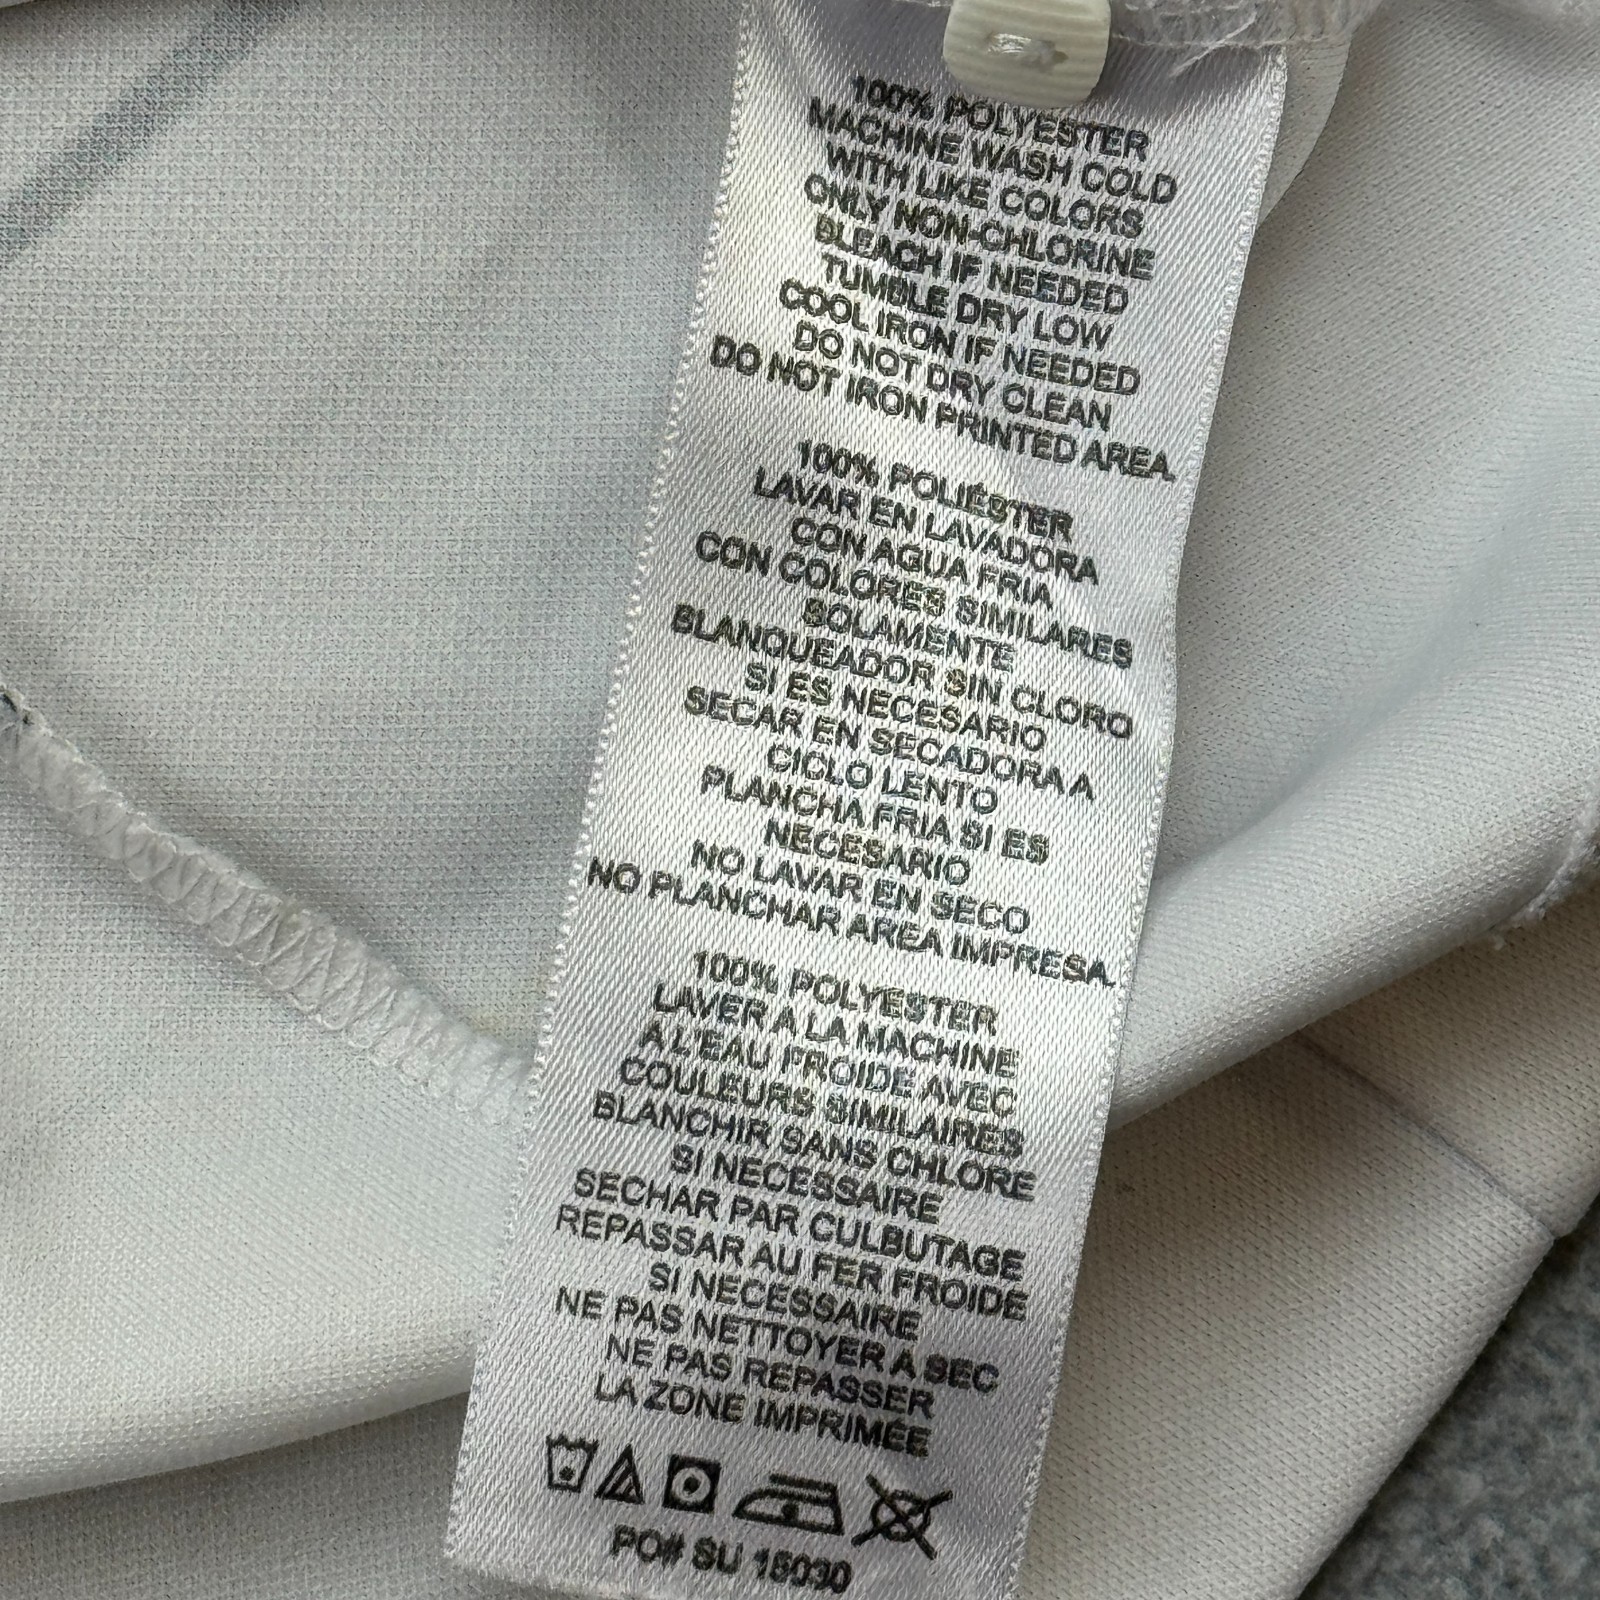 100% POLYESTER
MACHINE WASH COLD
WITH LIKE COLORS
ONLY NON-CHLORINE
BLEACH IF NEEDED
TUMBLE DRY LOW
COOL IRON IF NEEDED
DO NOT DRY CLEAN
DO NOT IRON PRINTED AREA.
100% POLIÉSTER
LAVAR EN LAVADORA
CON AGUA FRIA
CON COLORES SIMILARES
SOLAMENTE
BLANQUEADOR SIN CLORO
SI ES NECESARIO
SECAR EN SECADORA A
CICLO LENTO
PLANCHA FRIA SI ES
NECESARIO
NO LAVAR EN SECO
NO PLANCHAR AREA IMPRESA.
100% POLYESTER
LAVER A LA MACHINE
A L'EAU FROIDE AVEC
COULEURS SIMILAIRES
BLANCHIR SANS CHLORE
SI NECESSAIRE
SECHAR PAR CULBUTAGE
REPASSAR AU FER FROIDE
SI NECESSAIRE
NE PAS NETTOYER A SEC
NE PAS REPASSER
LA ZONE IMPRIMÉE
PO# SU 15030